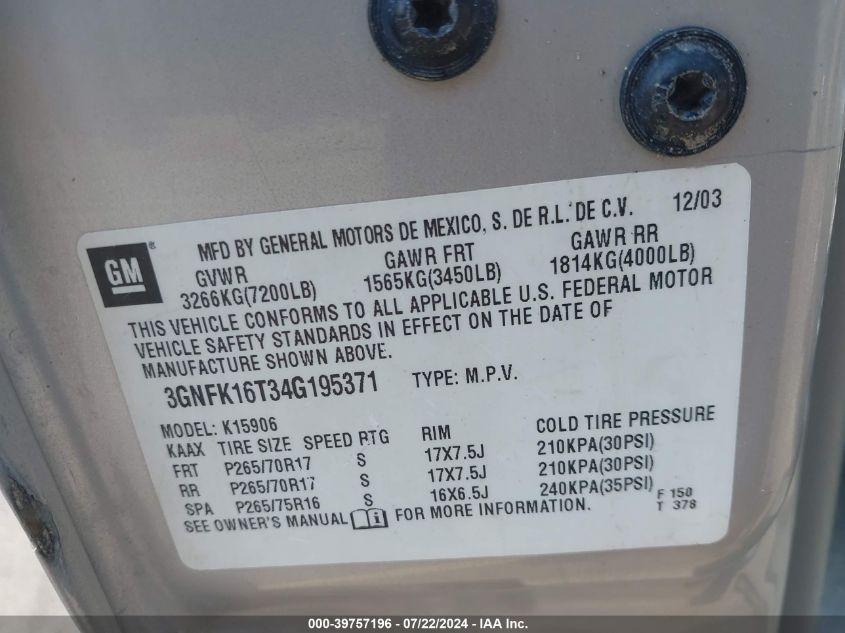 GM ®
MFD BY GENERAL MOTORS DE MEXICO, S. DE R.L. DE C.V. 12/03
GVWR GAWR FRT GAWR RR
3266KG(7200LB) 1565KG(3450LB) 1814KG(4000LB)
THIS VEHICLE CONFORMS TO ALL APPLICABLE U.S. FEDERAL MOTOR
VEHICLE SAFETY STANDARDS IN EFFECT ON THE DATE OF
MANUFACTURE SHOWN ABOVE.
3GNFK16T34G195371 TYPE: M.P.V.
MODEL: K15906
KAAX TIRE SIZE SPEED RTG RIM COLD TIRE PRESSURE
FRT P265/70R17 S 17X7.5J 210KPA(30PSI)
RR P265/70R17 S 17X7.5J 210KPA(30PSI)
SPA P265/75R16 S 16X6.5J 240KPA(35PSI) F 150
SEE OWNER'S MANUAL FOR MORE INFORMATION. T 378
000-39757196 - 07/22/2024 - IAA Inc.